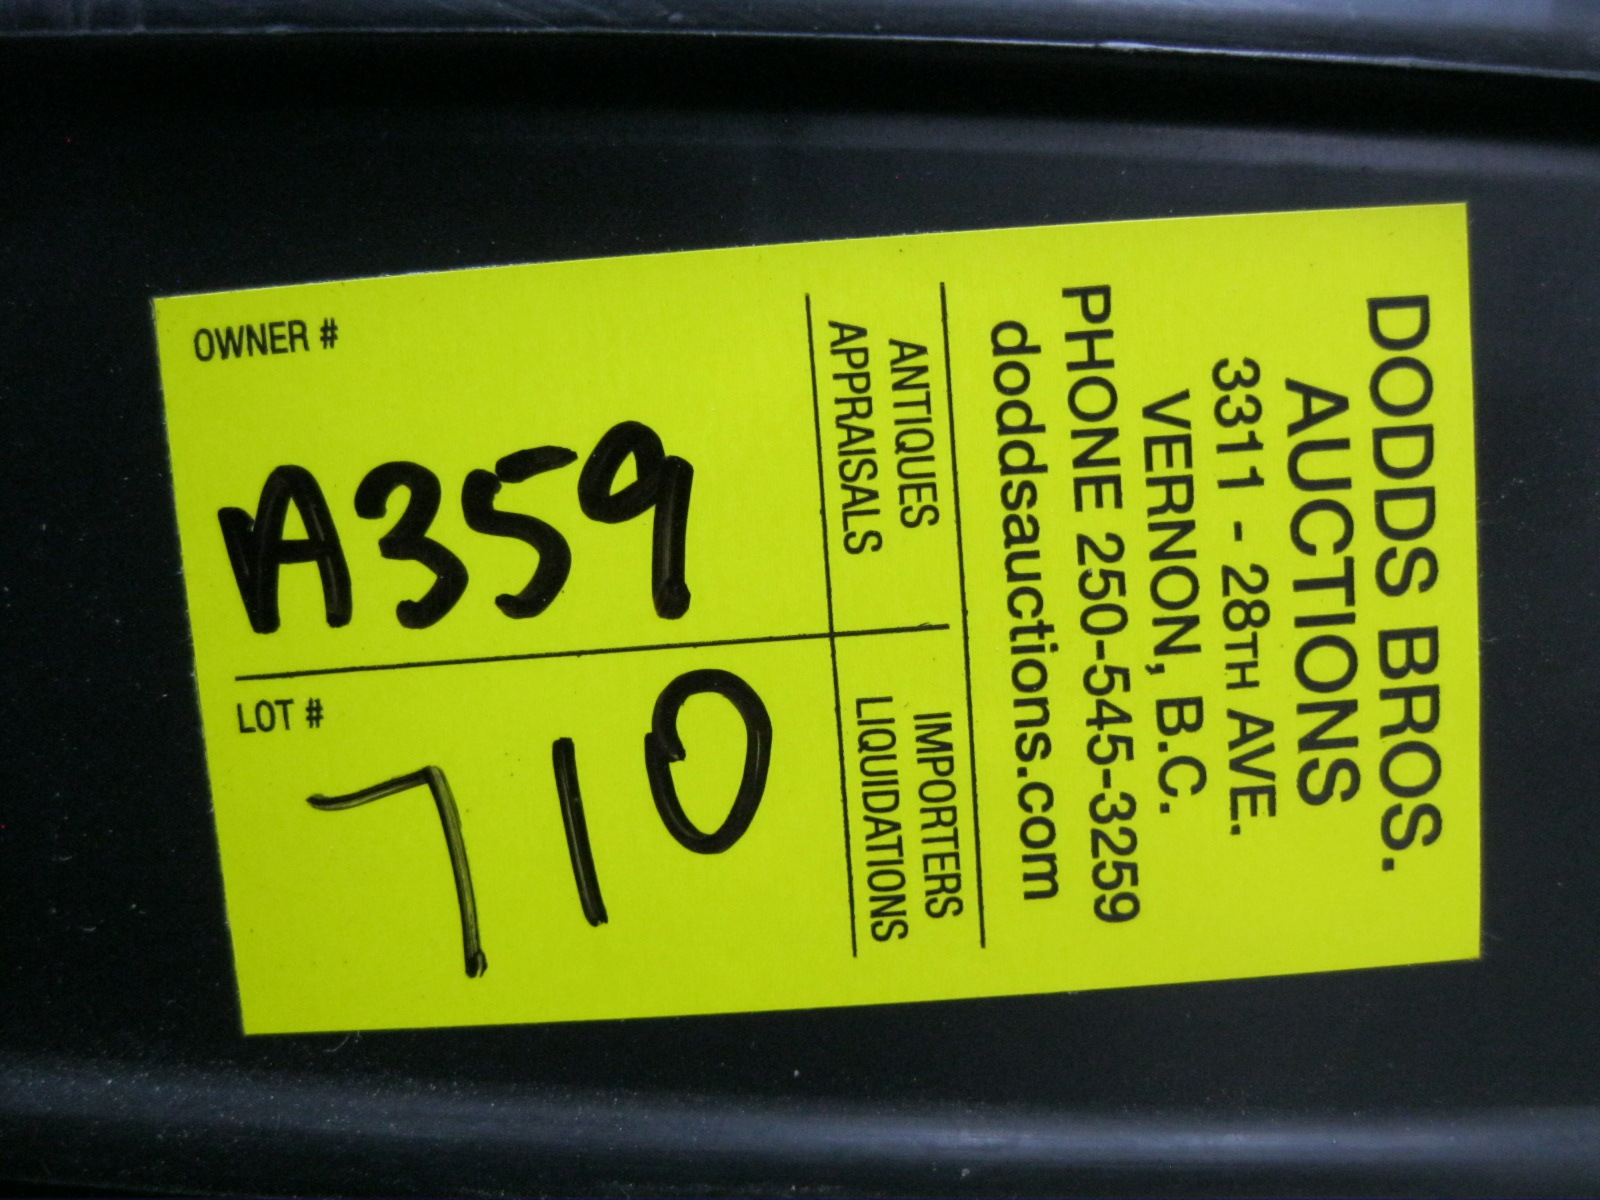 DODDS BROS.
AUCTIONS
3311 - 28TH AVE.
VERNON, B.C.
PHONE 250-545-3259
doddsauctions.com
ANTIQUES
APPRAISALS
IMPORTERS
LIQUIDATIONS
OWNER #
A359
LOT #
710